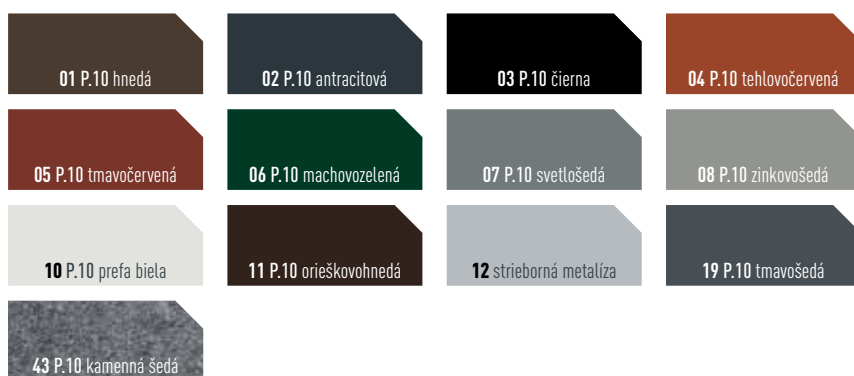 01 P.10 hnedá
02 P.10 antracitová
03 P.10 čierna
04 P.10 tehlovočervená
05 P.10 tmavočervená
06 P.10 machovozelená
07 P.10 svetlošedá
08 P.10 zinkovošedá
10 P.10 prefa biela
11 P.10 orieškovohnedá
12 strieborná metalíza
19 P.10 tmavošedá
43 P.10 kamenná šedá